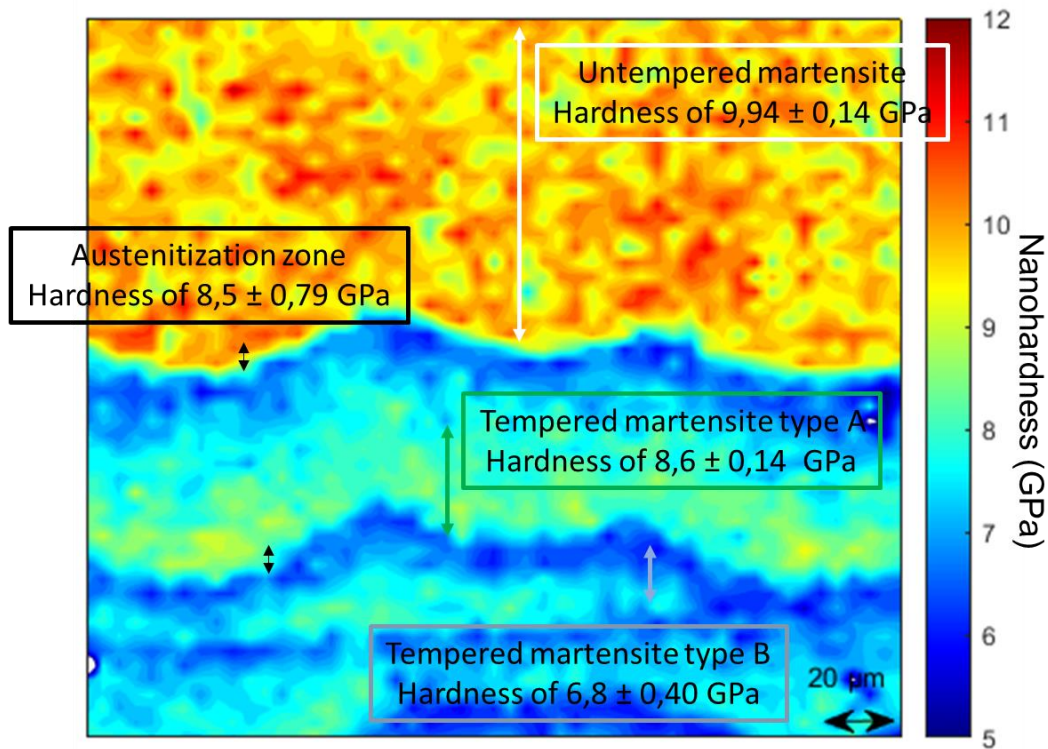 Untempered martensite
Hardness of 9,94 ± 0,14 GPa
Austenitization zone
Hardness of 8,5 ± 0,79 GPa
Tempered martensite type A
Hardness of 8,6 ± 0,14 GPa
Tempered martensite type B
Hardness of 6,8 ± 0,40 GPa
20 µm
12
11
10
9
8
7
6
5
Nanohardness (GPa)